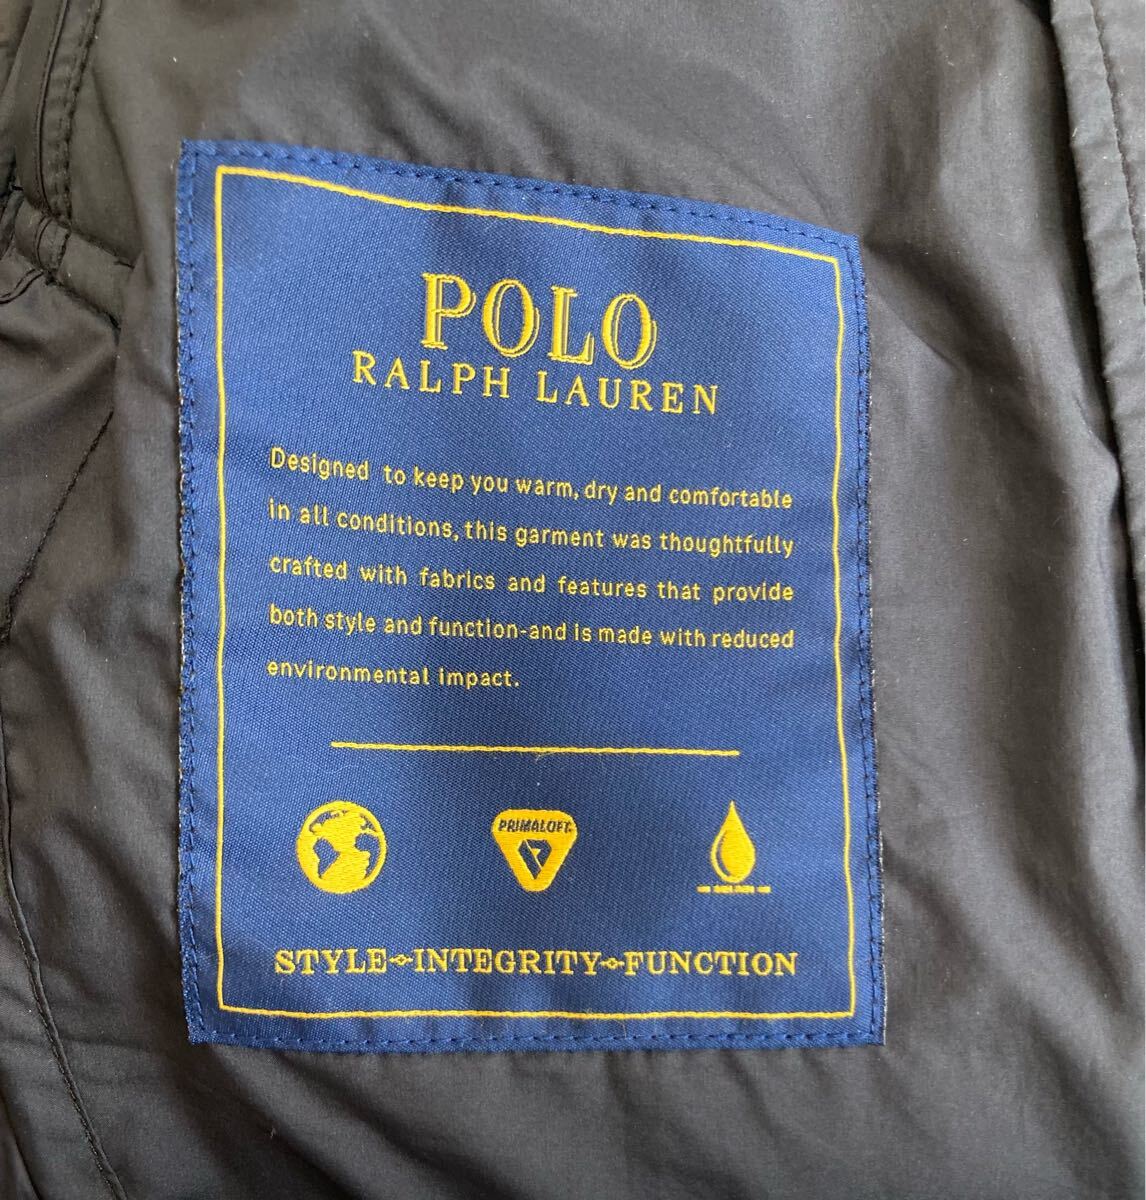 POLO
RALPH LAUREN
Designed to keep you warm, dry and comfortable
in all conditions, this garment was thoughtfully
crafted with fabrics and features that provide
both style and function-and is made with reduced
environmental impact.
PRIMALOFT
STYLE-INTEGRITY-FUNCTION